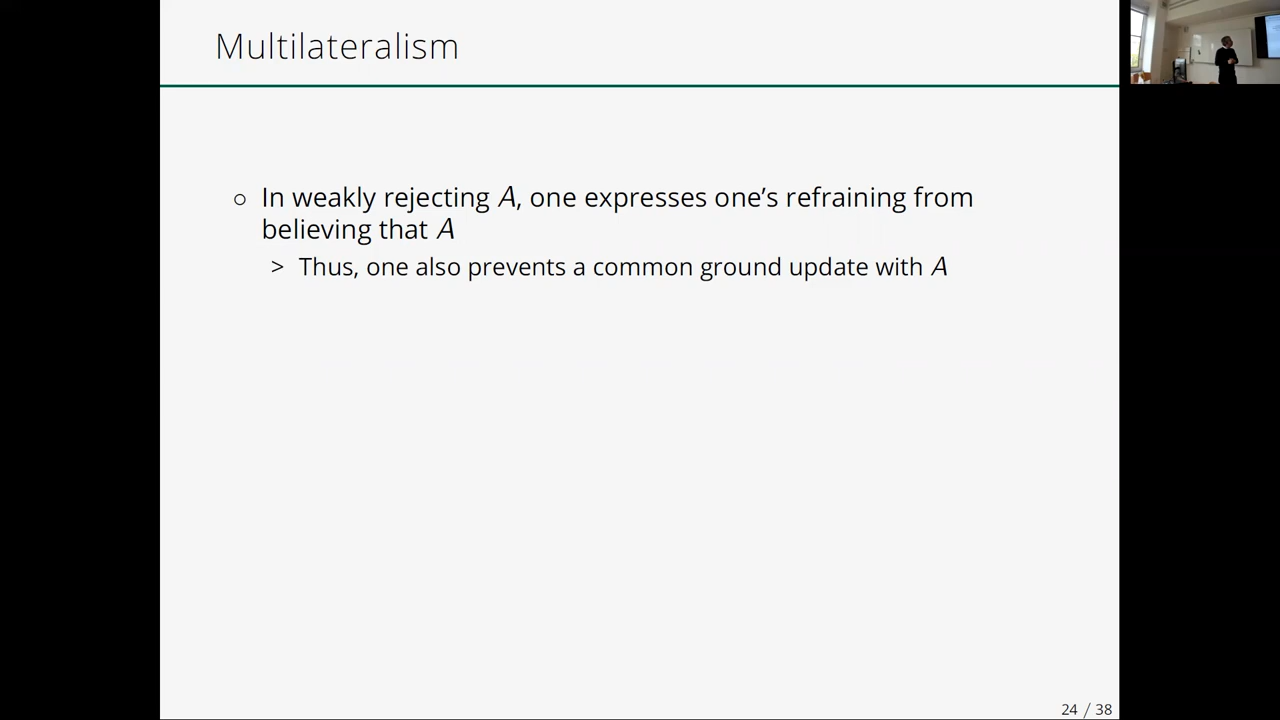 Multilateralism
○ In weakly rejecting A, one expresses one’s refraining from
believing that A
> Thus, one also prevents a common ground update with A
24 / 38